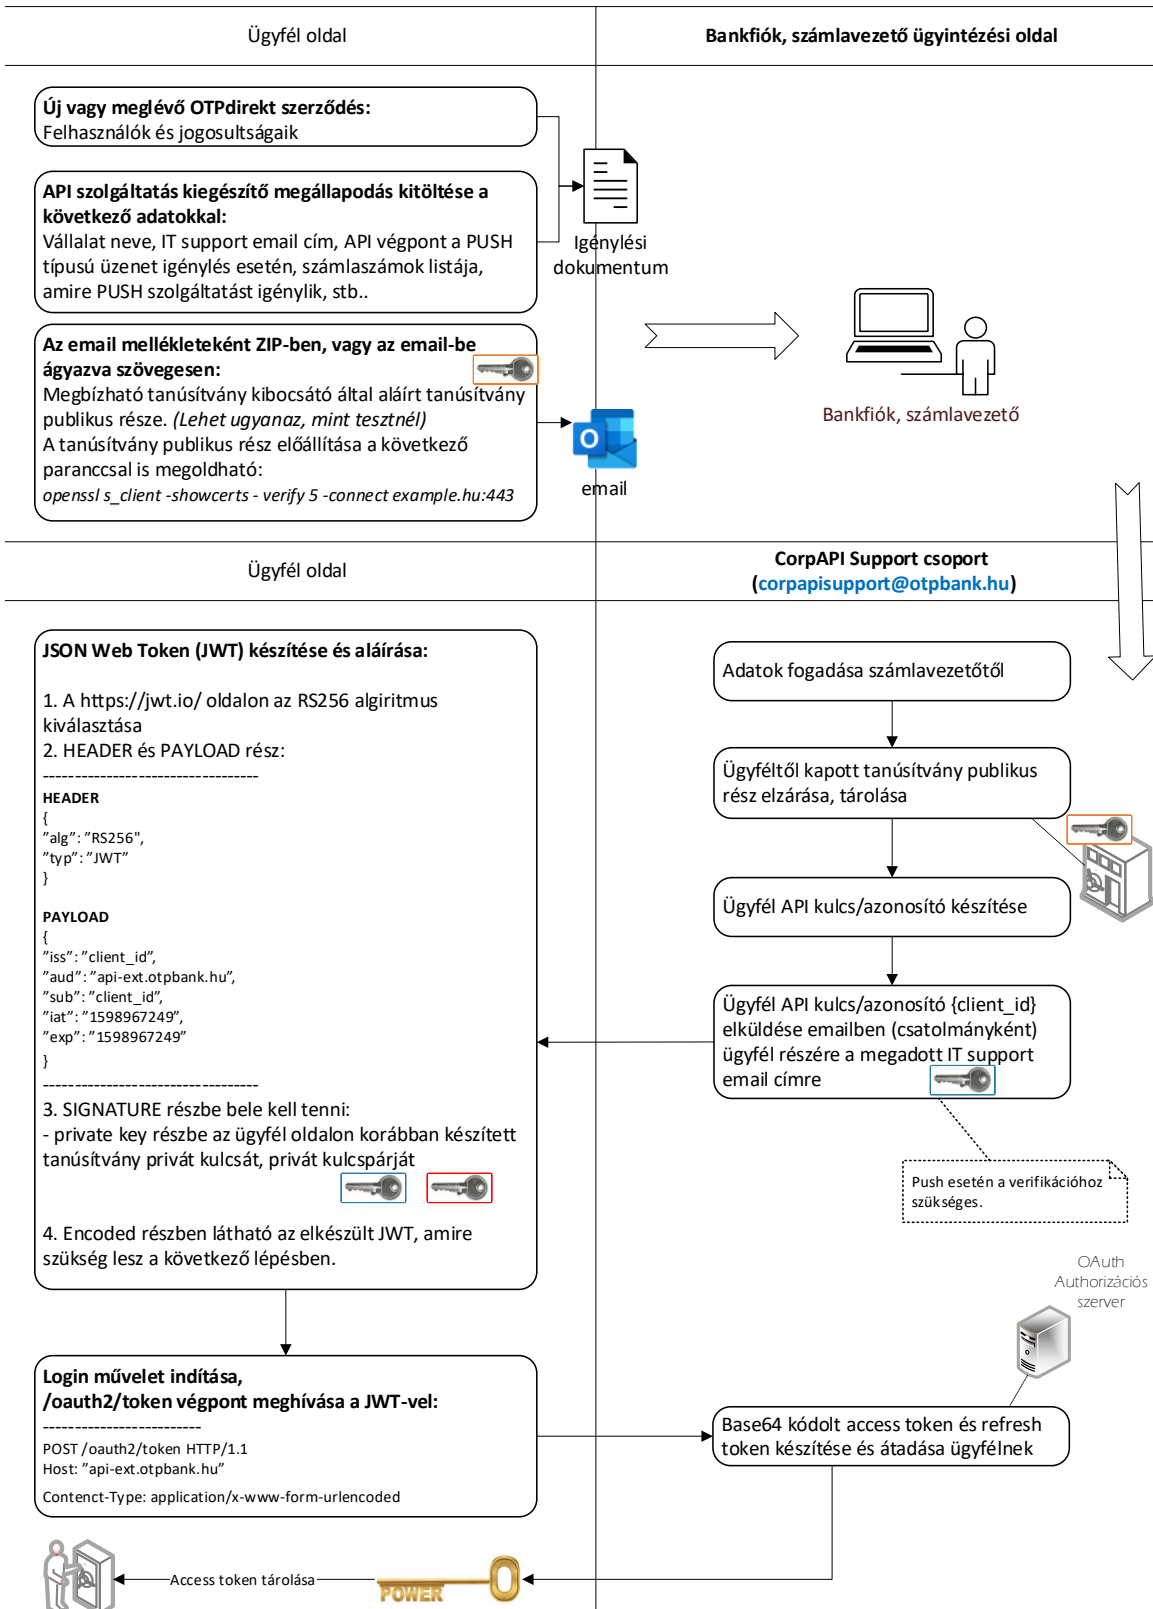 Ügyfél oldal
Bankfiók, számlavezető ügyintézési oldal
Új vagy meglévő OTPdirekt szerződés:
Felhasználók és jogosultságaik
API szolgáltatás kiegészítő megállapodás kitöltése a
következő adatokkal:
Vállalat neve, IT support email cím, API végpont a PUSH
típusú üzenet igénylés esetén, számlaszámok listája,
amire PUSH szolgáltatást igénylik, stb..
Igénylési
dokumentum
Az email mellékleteként ZIP-ben, vagy az email-be
ágyazva szövegesen:
Megbízható tanúsítvány kibocsátó által aláírt tanúsítvány
publikus része. (Lehet ugyanaz, mint tesztnél)
A tanúsítvány publikus rész előállítása a következő
paranccsal is megoldható:
openssl s_client -showcerts - verify 5 -connect example.hu:443
O
email
Bankfiók, számlavezető
Ügyfél oldal
CorpAPI Support csoport
(corpapisupport@otpbank.hu)
JSON Web Token (JWT) készítése és aláírása:
1. A https://jwt.io/ oldalon az RS256 algiritmus
kiválasztása
2. HEADER és PAYLOAD rész:
----------------------------------
HEADER
{
”alg”: ”RS256",
”typ”: ”JWT”
}
PAYLOAD
{
"iss”: ”client_id”,
”aud”: ”api-ext.otpbank.hu”,
”sub”: ”client_id”,
”iat”: ”1598967249”,
”exp”: ”1598967249”
}
----------------------------------
3. SIGNATURE részbe bele kell tenni:
- private key részbe az ügyfél oldalon korábban készített
tanúsítvány privát kulcsát, privát kulcspárját
4. Encoded részben látható az elkészült JWT, amire
szükség lesz a következő lépésben.
Adatok fogadása számlavezetőtől
Ügyféltől kapott tanúsítvány publikus
rész elzárása, tárolása
Ügyfél API kulcs/azonosító készítése
Ügyfél API kulcs/azonosító {client_id}
elküldése emailben (csatolmányként)
ügyfél részére a megadott IT support
email címre
Push esetén a verifikációhoz
szükséges.
OAuth
Authorizációs
szerver
Login művelet indítása,
/oauth2/token végpont meghívása a JWT-vel:
-------------------------
POST /oauth2/token HTTP/1.1
Host: ”api-ext.otpbank.hu”
Contenct-Type: application/x-www-form-urlencoded
Base64 kódolt access token és refresh
token készítése és átadása ügyfélnek
Access token tárolása
POWER